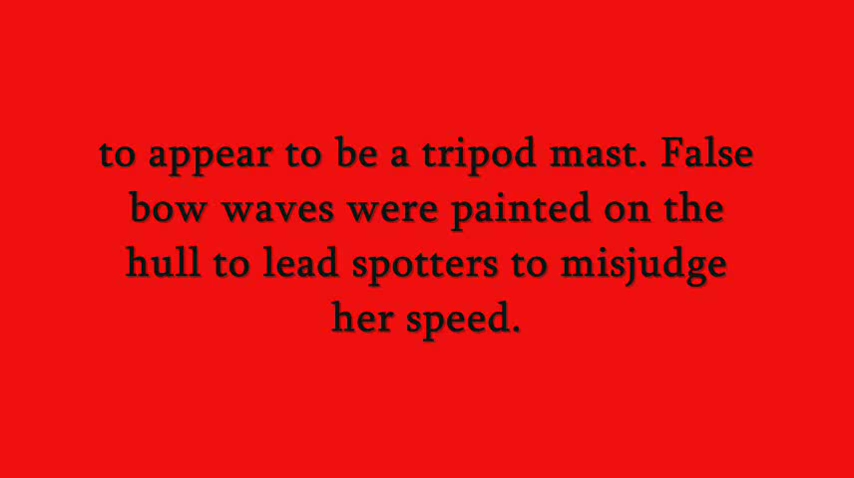 to appear to be a tripod mast. False
bow waves were painted on the
hull to lead spotters to misjudge
her speed.